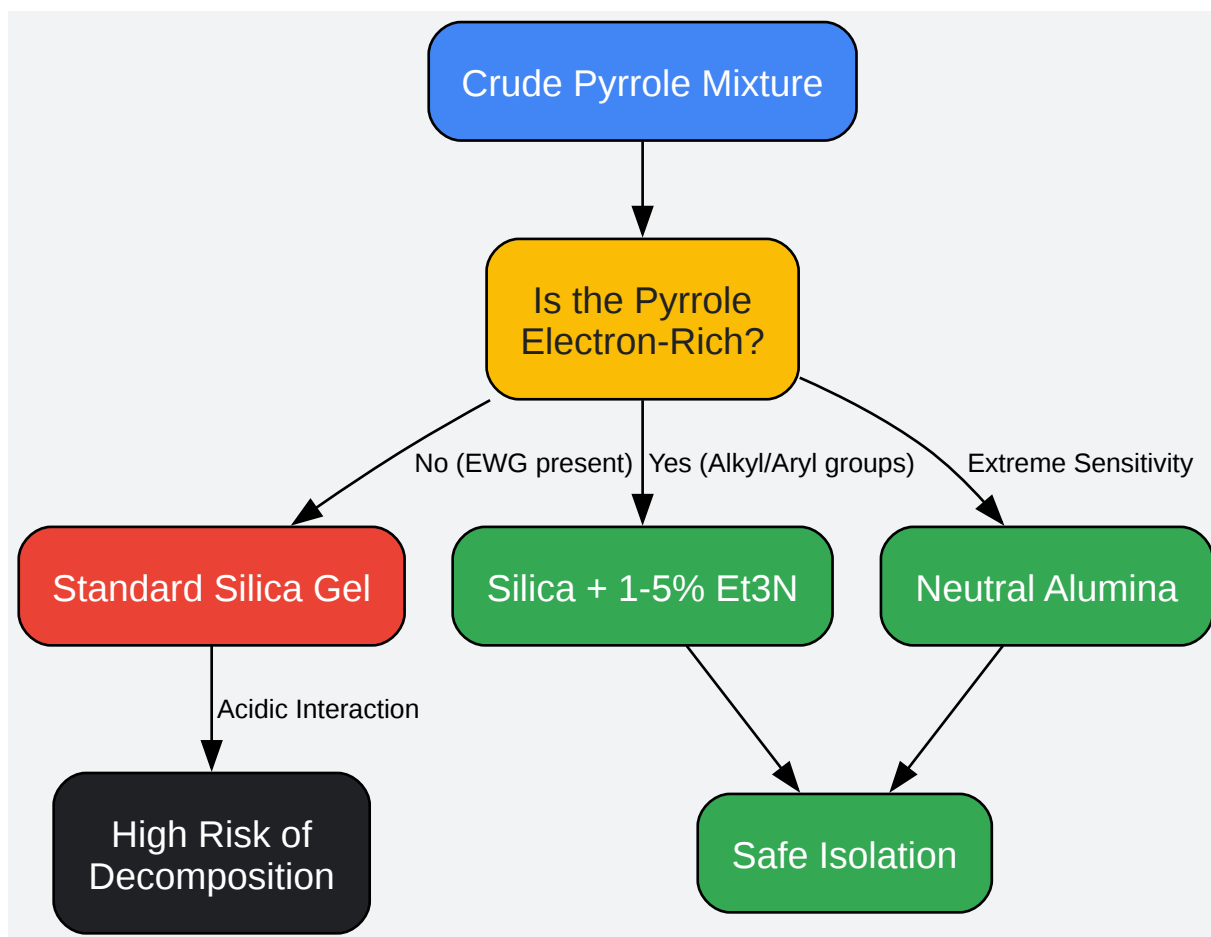 Crude Pyrrole Mixture
Is the Pyrrole
Electron-Rich?
No (EWG present)
Yes (Alkyl/Aryl groups)
Extreme Sensitivity
Standard Silica Gel
Silica + 1-5% Et3N
Neutral Alumina
Acidic Interaction
High Risk of
Decomposition
Safe Isolation